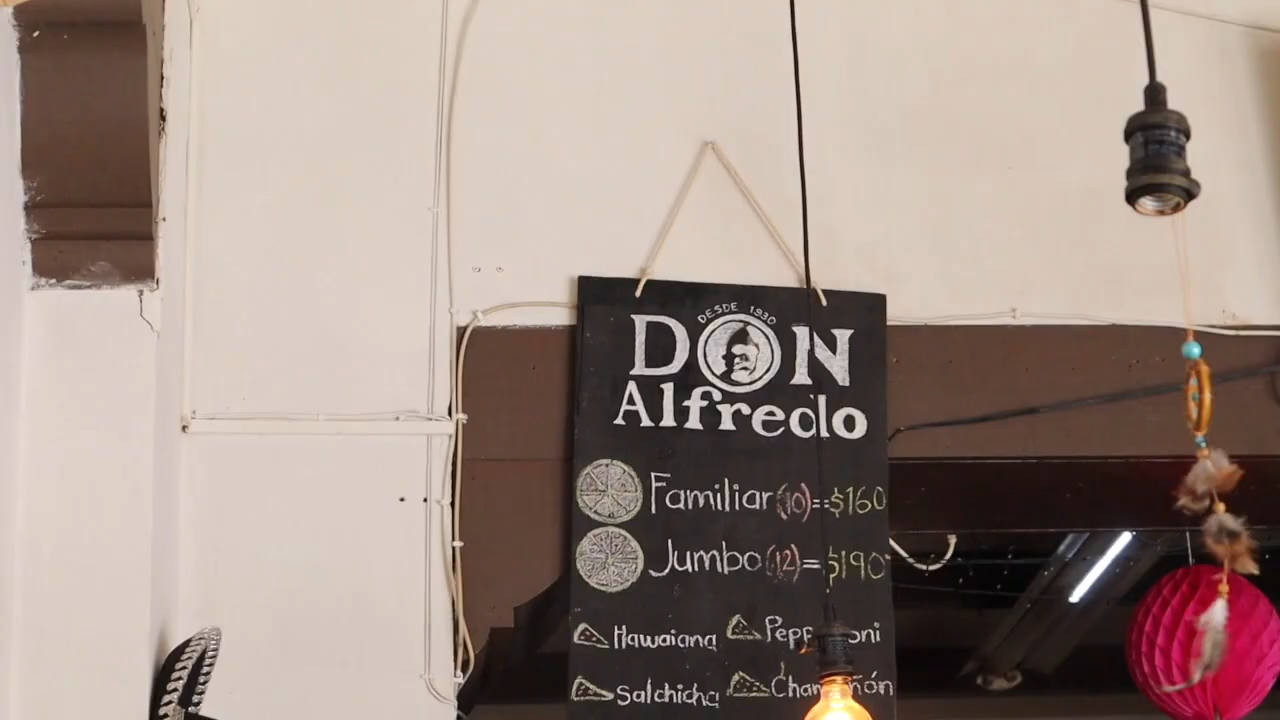 DESDE 1930
DON
Alfredo
Familiar (10) = $160
Jumbo (12) = $190
Hawaiana
Salchicha